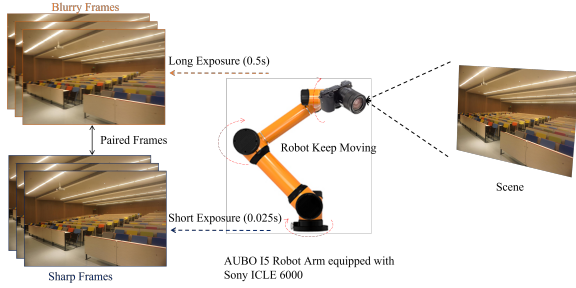 Blurry Frames
Long Exposure (0.5s)
Paired Frames
Robot Keep Moving
Scene
Short Exposure (0.025s)
AUBO I5 Robot Arm equipped with
Sony ICLE 6000
Sharp Frames